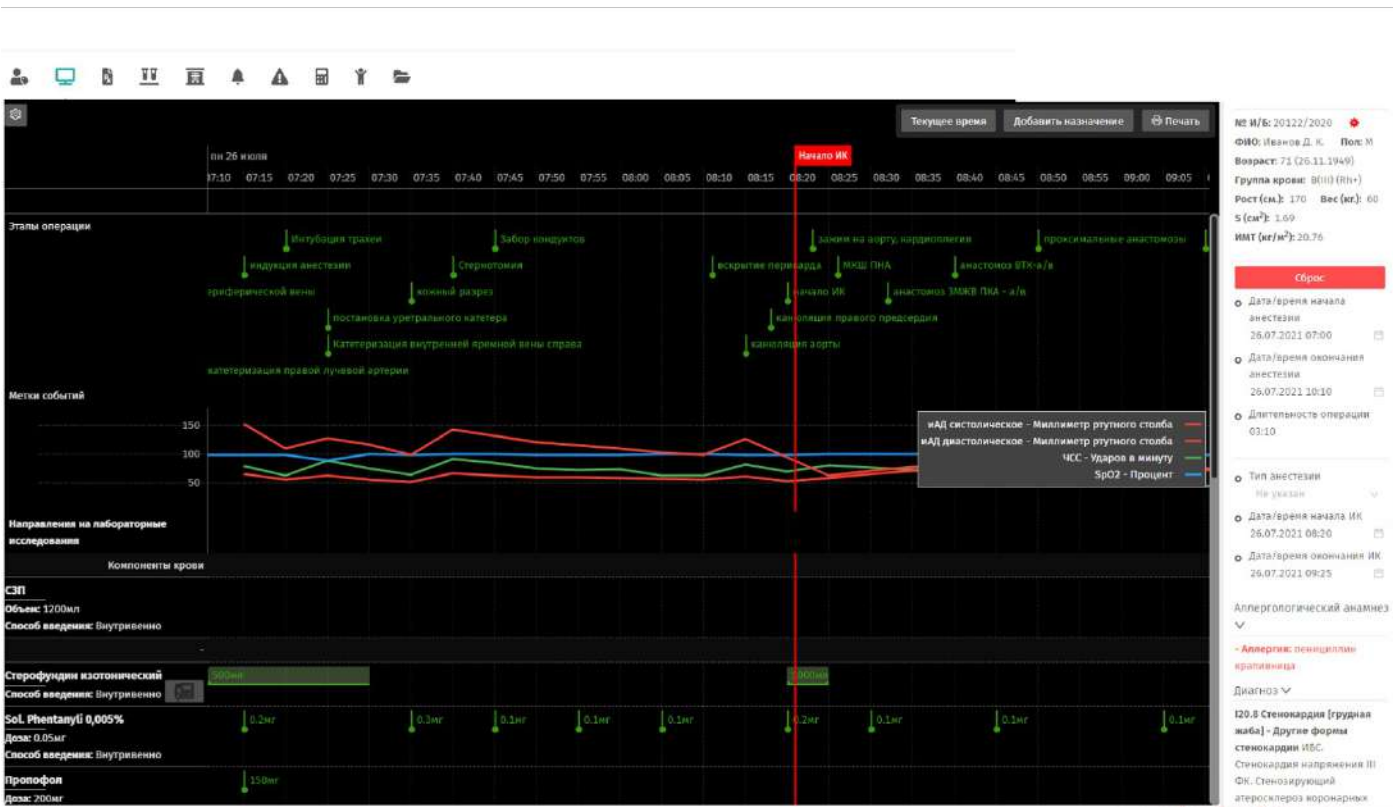 Текущее время Добавить назначение Печать
пн 26 июля
Начало ИК
17:10 07:15 07:20 07:25 07:30 07:35 07:40 07:45 07:50 07:55 08:00 08:05 08:10 08:15 08:20 08:25 08:30 08:35 08:40 08:45 08:50 08:55 09:00 09:05
Этапы операции
Интубация трахеи Забор кондуитов зажим на аорту, кардиоплегия проксимальные анастомозы
индукция анестезии Стернотомия вскрытие перикарда МКШ ПНА анастомоз ВТК-а/в
ериферической вены кожный разрез начало ИК анастомоз ЗМЖВ ПКА - а/в
постановка уретрального катетера канюляция правого предсердия
Катетеризация внутренней яремной вены справа канюляция аорты
катетеризация правой лучевой артерии
Метки событий
150
100
50
иАД систолическое - Миллиметр ртутного столба
иАД диастолическое - Миллиметр ртутного столба
ЧСС - Ударов в минуту
SpO2 - Процент
Направления на лабораторные
исследования
Компоненты крови
СЗП
Объем: 1200мл
Способ введения: Внутривенно
-
Стерофундин изотонический 500мл 1000мл
Способ введения: Внутривенно
Sol. Phentanyli 0,005% 0.2мг 0.3мг 0.1мг 0.1мг 0.1мг 0.2мг 0.1мг 0.1мг 0.1мг
Доза: 0.05мг
Способ введения: Внутривенно
Пропофол 150мг
Доза: 200мг
№ И/Б: 20122/2020
ФИО: Иванов Д. К. Пол: М
Возраст: 71 (26.11.1949)
Группа крови: B(III) (Rh+)
Рост (см.): 170 Вес (кг.): 60
S (см²): 1.69
ИМТ (кг/м²): 20.76
Сброс
Дата/время начала
анестезии
26.07.2021 07:00
Дата/время окончания
анестезии
26.07.2021 10:10
Длительность операции
03:10
Тип анестезии
Не указан
Дата/время начала ИК
26.07.2021 08:20
Дата/время окончания ИК
26.07.2021 09:25
Аллергологический анамнез
- Аллергия: пенициллин
крапивница
Диагноз
I20.8 Стенокардия [грудная
жаба] - Другие формы
стенокардии ИБС.
Стенокардия напряжения III
ФК. Стенозирующий
атеросклероз коронарных